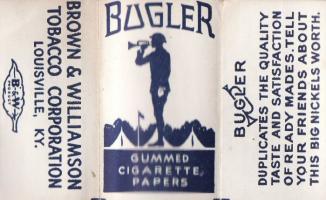 BUGLER
GUMMED
CIGARETTE
PAPERS
BROWN & WILLIAMSON
TOBACCO CORPORATION
LOUISVILLE, KY.
B&W
BUGLER
DUPLICATES THE QUALITY
TASTE AND SATISFACTION
OF READY MADES. TELL
YOUR FRIENDS ABOUT
THIS BIG NICKELS WORTH.